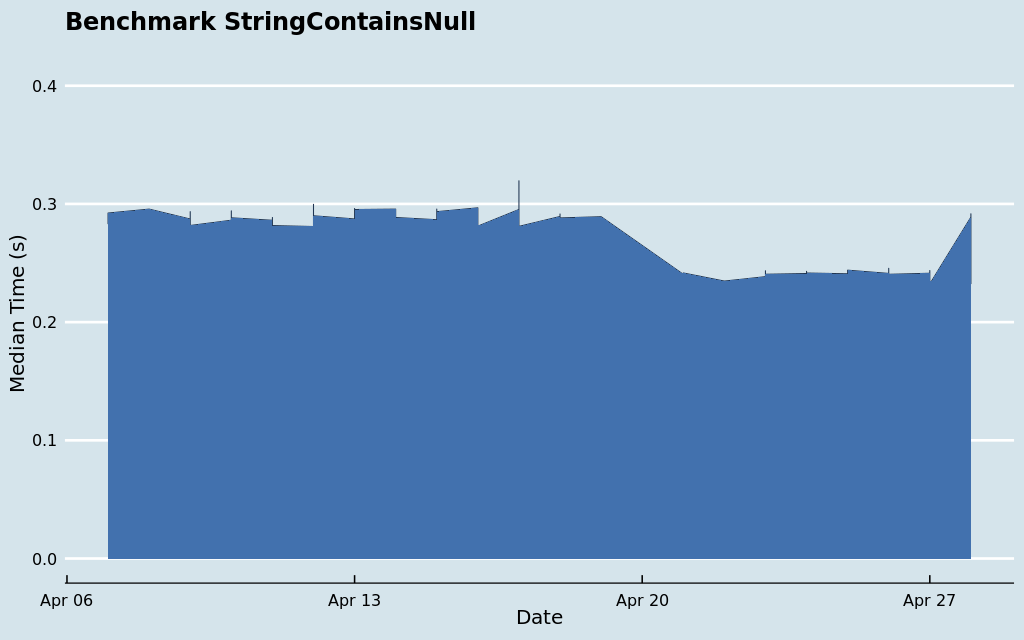 Benchmark StringContainsNull
0.4
0.3
0.2
0.1
0.0
Median Time (s)
Apr 06
Apr 13
Apr 20
Apr 27
Date